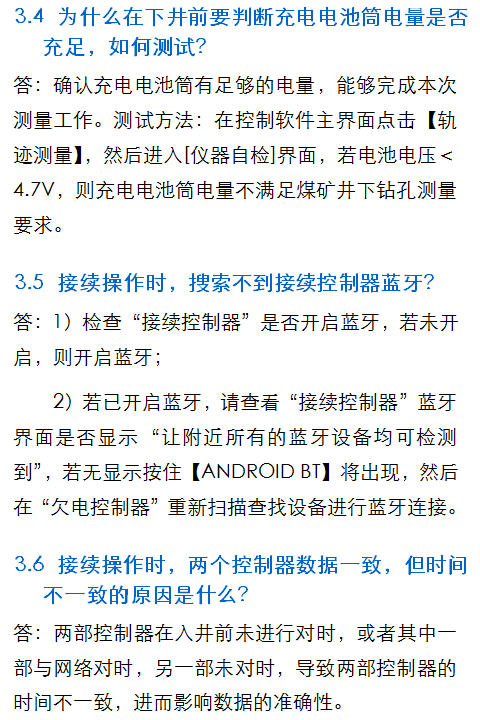 3.4 为什么在下井前要判断充电电池筒电量是否
充足，如何测试？
答：确认充电电池筒有足够的电量，能够完成本次
测量工作。测试方法：在控制软件主界面点击【轨
迹测量】，然后进入[仪器自检]界面，若电池电压＜
4.7V，则充电电池筒电量不满足煤矿井下钻孔测量
要求。
3.5 接续操作时，搜索不到接续控制器蓝牙？
答：1）检查“接续控制器”是否开启蓝牙，若未开
启，则开启蓝牙；
2）若已开启蓝牙，请查看“接续控制器”蓝牙
界面是否显示“让附近所有的蓝牙设备均可检测
到”，若无显示按住【ANDROID BT】将出现，然后
在“欠电控制器”重新扫描查找设备进行蓝牙连接。
3.6 接续操作时，两个控制器数据一致，但时间
不一致的原因是什么？
答：两部控制器在入井前未进行对时，或者其中一
部与网络对时，另一部未对时，导致两部控制器的
时间不一致，进而影响数据的准确性。